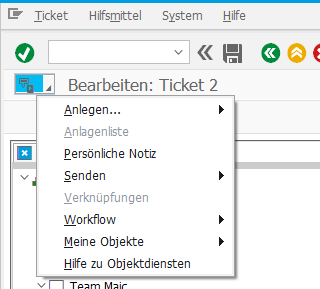 Ticket Hilfsmittel System Hilfe
Bearbeiten: Ticket 2
Anlegen...
Anlagenliste
Persönliche Notiz
Senden
Verknüpfungen
Workflow
Meine Objekte
Hilfe zu Objektdiensten
Team Maic